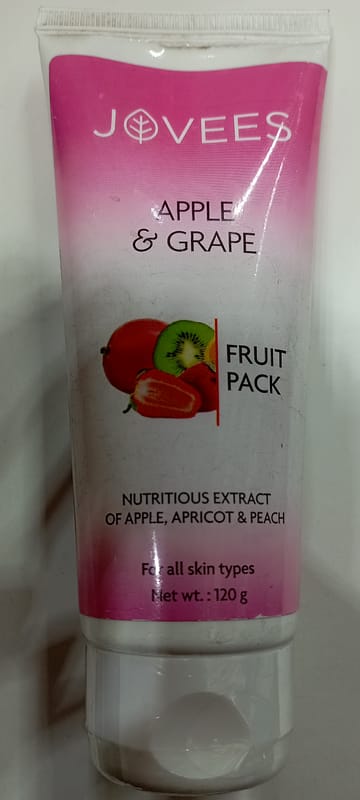 JOVEES
APPLE
& GRAPE
FRUIT
PACK
NUTRITIOUS EXTRACT
OF APPLE, APRICOT & PEACH
For all skin types
Net wt. : 120 g